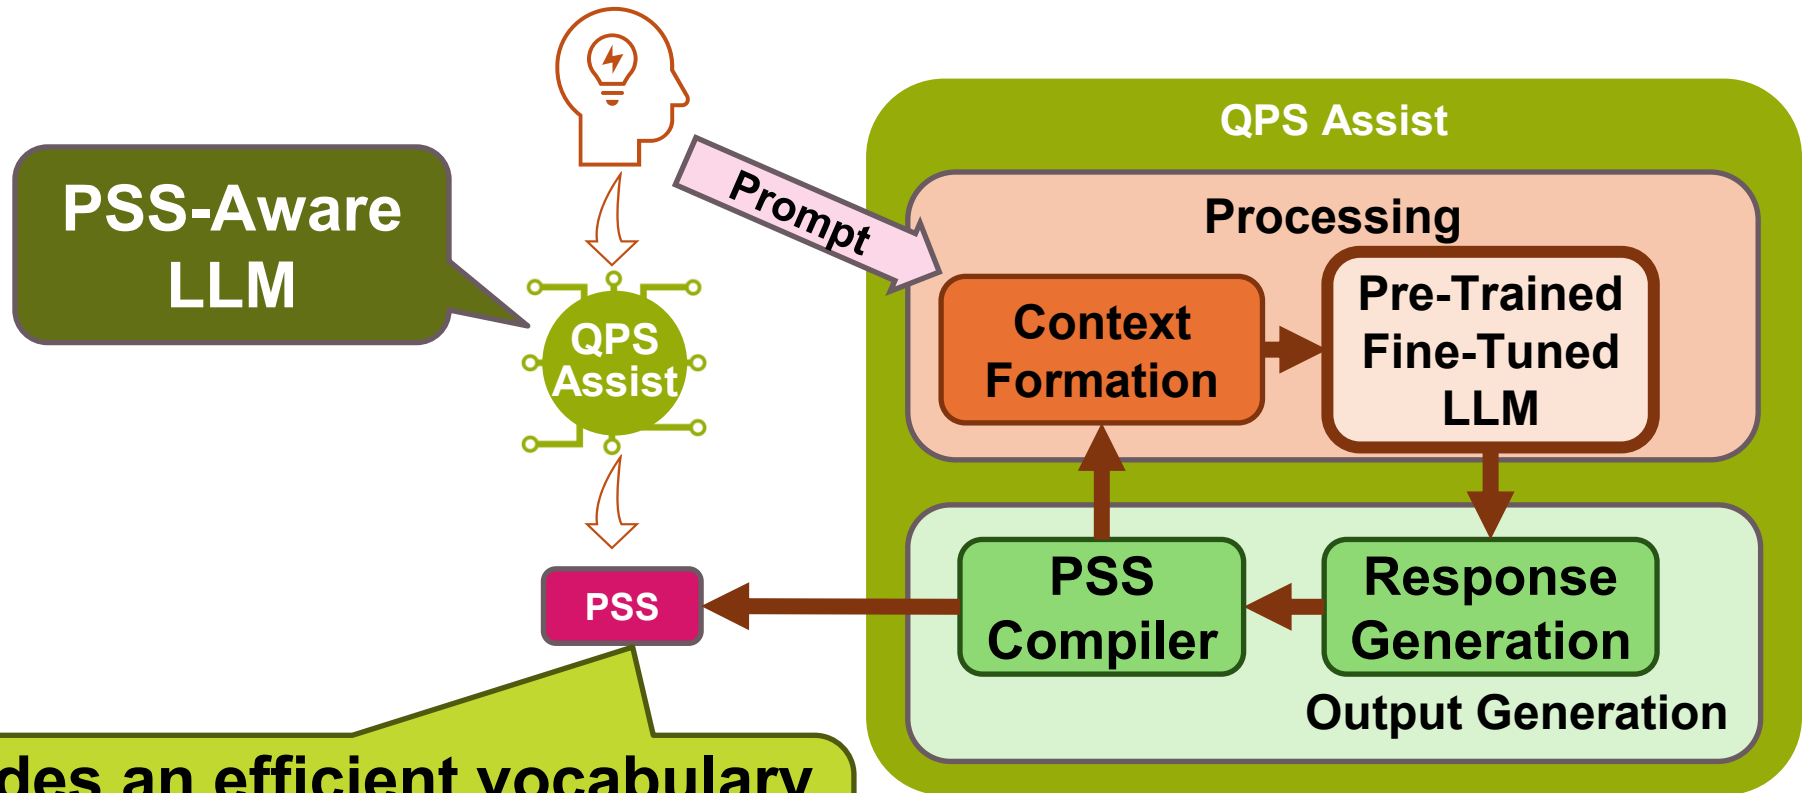 PSS-Aware
LLM
QPS
Assist
PSS
an efficient vocabulary
Prompt
QPS Assist
Processing
Context
Formation
Pre-Trained
Fine-Tuned
LLM
PSS
Compiler
Response
Generation
Output Generation